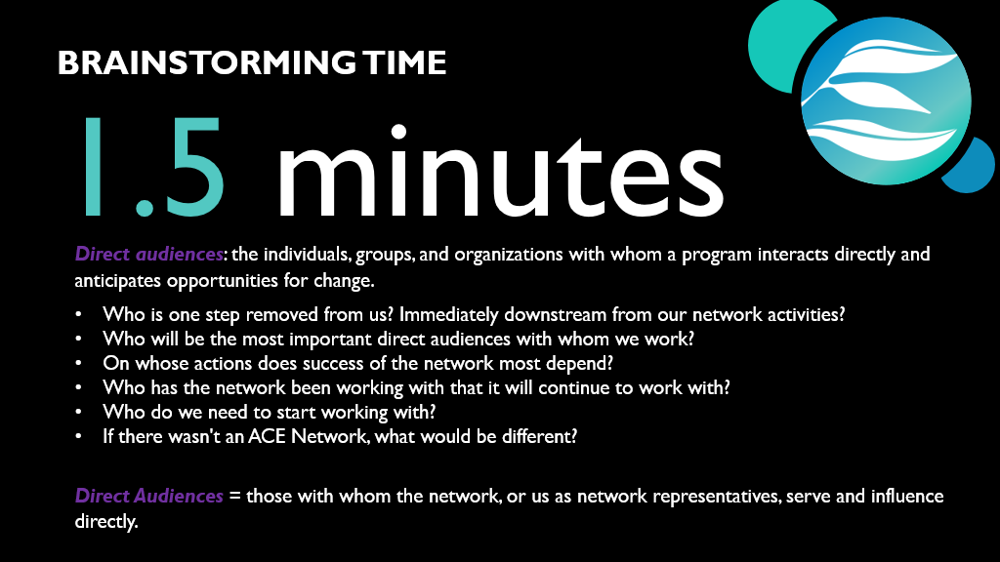 BRAINSTORMING TIME
1.5 minutes
Direct audiences: the individuals, groups, and organizations with whom a program interacts directly and
anticipates opportunities for change.
• Who is one step removed from us? Immediately downstream from our network activities?
• Who will be the most important direct audiences with whom we work?
• On whose actions does success of the network most depend?
• Who has the network been working with that it will continue to work with?
• Who do we need to start working with?
• If there wasn't an ACE Network, what would be different?
Direct Audiences = those with whom the network, or us as network representatives, serve and influence
directly.